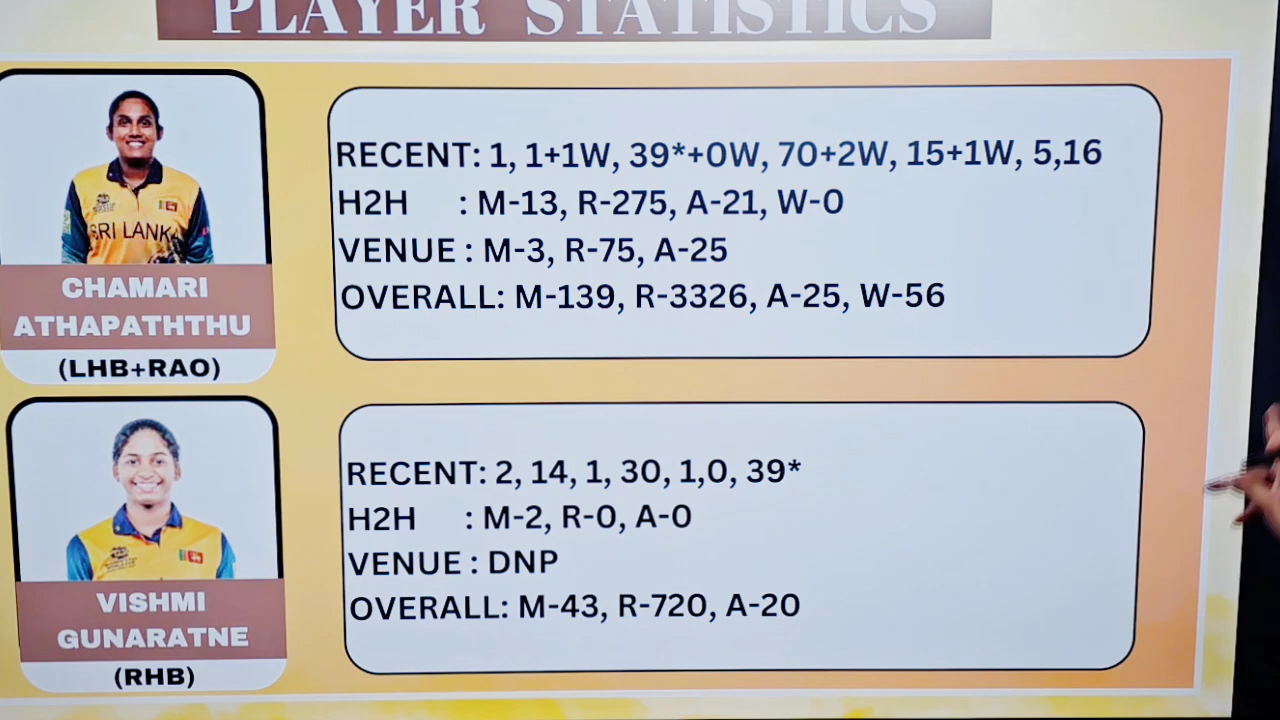 PLAYER STATISTICS
SRI LANKA
CHAMARI
ATHAPATHTHU
(LHB+RAO)
RECENT: 1, 1+1W, 39*+0W, 70+2W, 15+1W, 5,16
H2H : M-13, R-275, A-21, W-0
VENUE : M-3, R-75, A-25
OVERALL: M-139, R-3326, A-25, W-56
VISHMI
GUNARATNE
(RHB)
RECENT: 2, 14, 1, 30, 1,0, 39*
H2H : M-2, R-0, A-0
VENUE : DNP
OVERALL: M-43, R-720, A-20